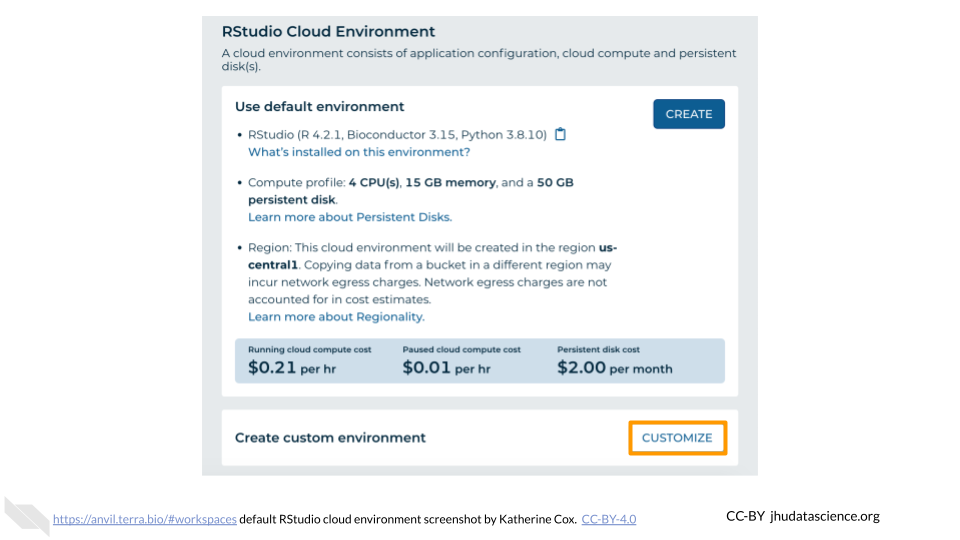 RStudio Cloud Environment
A cloud environment consists of application configuration, cloud compute and persistent
disk(s).
Use default environment
CREATE
• RStudio (R 4.2.1, Bioconductor 3.15, Python 3.8.10)
What's installed on this environment?
• Compute profile: 4 CPU(s), 15 GB memory, and a 50 GB
persistent disk.
Learn more about Persistent Disks.
• Region: This cloud environment will be created in the region us-
central1. Copying data from a bucket in a different region may
incur network egress charges. Network egress charges are not
accounted for in cost estimates.
Learn more about Regionality.
Running cloud compute cost
$0.21 per hr
Paused cloud compute cost
$0.01 per hr
Persistent disk cost
$2.00 per month
Create custom environment
CUSTOMIZE
https://anvil.terra.bio/#workspaces default RStudio cloud environment screenshot by Katherine Cox. CC-BY-4.0
CC-BY jhudatascience.org